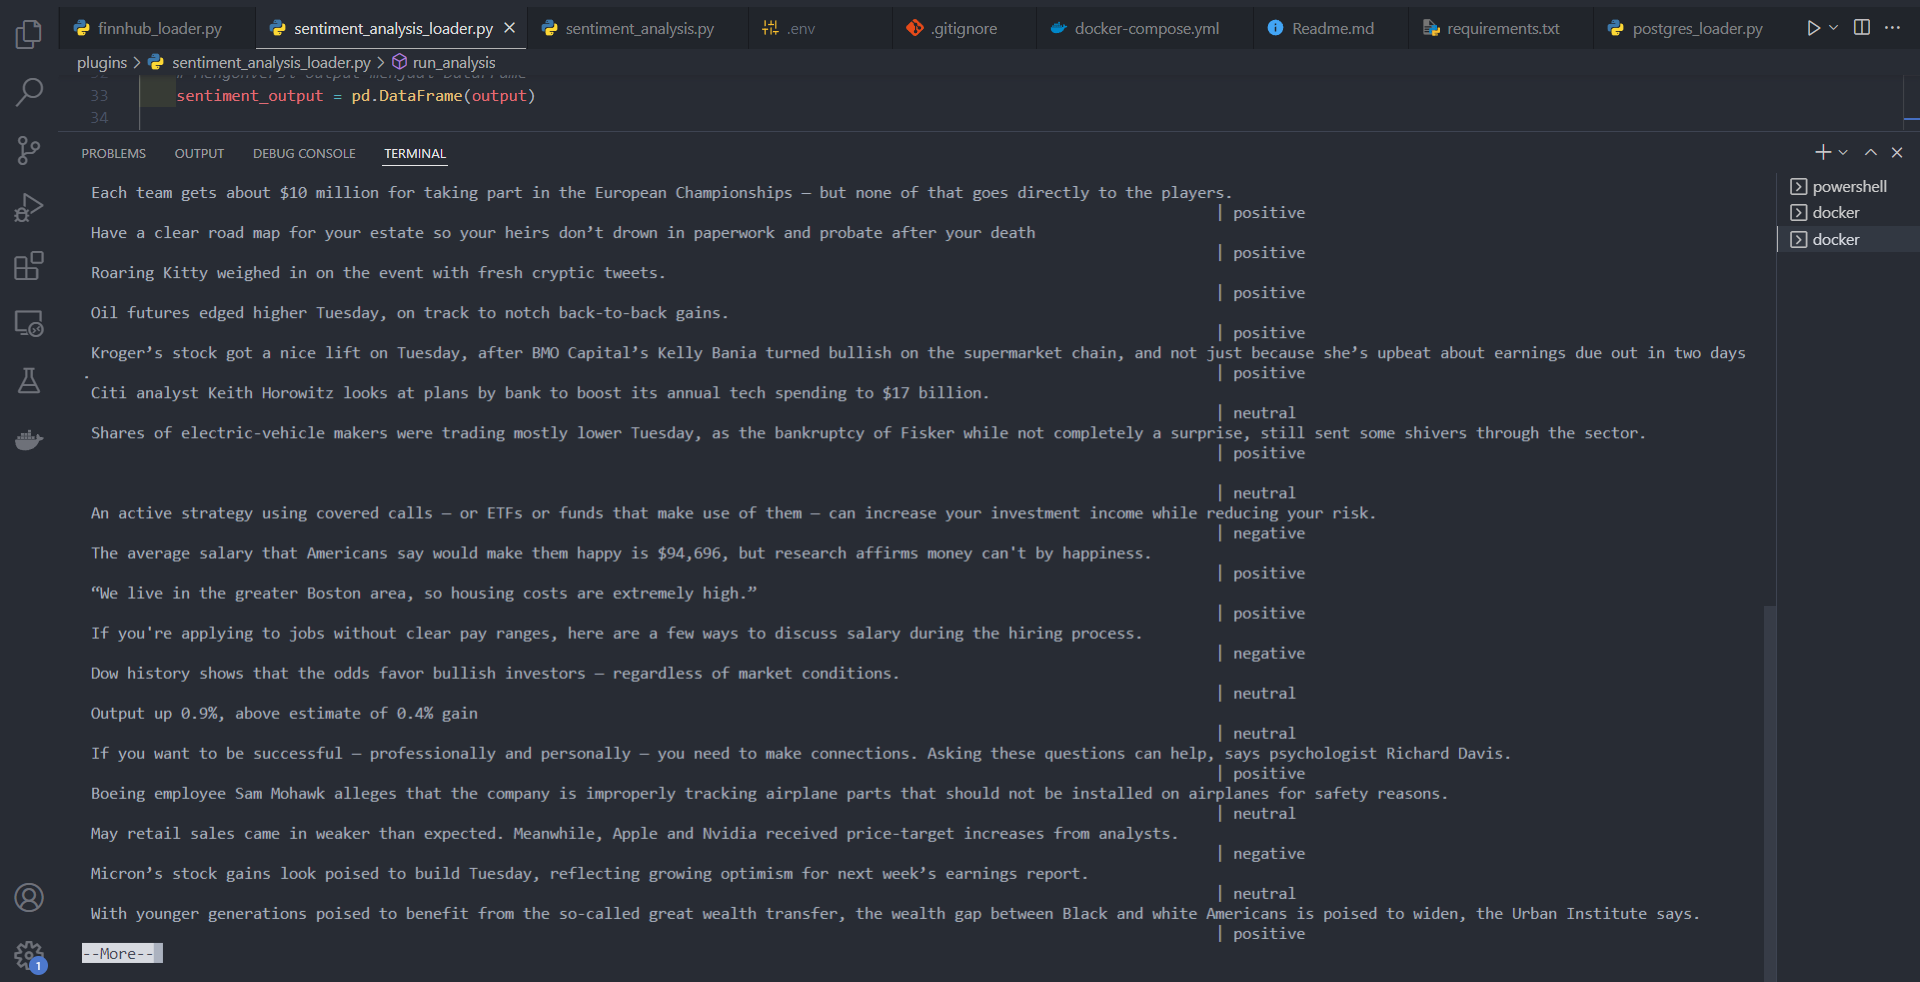 finnhub_loader.py sentiment_analysis_loader.py sentiment_analysis.py .env .gitignore docker-compose.yml Readme.md requirements.txt postgres_loader.py
plugins > sentiment_analysis_loader.py > run_analysis
32 # Mengonversi output menjadi DataFrame
33 sentiment_output = pd.DataFrame(output)
34
PROBLEMS OUTPUT DEBUG CONSOLE TERMINAL
powershell
docker
docker
Each team gets about $10 million for taking part in the European Championships — but none of that goes directly to the players.
| positive
Have a clear road map for your estate so your heirs don’t drown in paperwork and probate after your death
| positive
Roaring Kitty weighed in on the event with fresh cryptic tweets.
| positive
Oil futures edged higher Tuesday, on track to notch back-to-back gains.
| positive
Kroger’s stock got a nice lift on Tuesday, after BMO Capital’s Kelly Bania turned bullish on the supermarket chain, and not just because she’s upbeat about earnings due out in two days
.
| positive
Citi analyst Keith Horowitz looks at plans by bank to boost its annual tech spending to $17 billion.
| neutral
Shares of electric-vehicle makers were trading mostly lower Tuesday, as the bankruptcy of Fisker while not completely a surprise, still sent some shivers through the sector.
| positive
| neutral
An active strategy using covered calls — or ETFs or funds that make use of them — can increase your investment income while reducing your risk.
| negative
The average salary that Americans say would make them happy is $94,696, but research affirms money can't by happiness.
| positive
“We live in the greater Boston area, so housing costs are extremely high.”
| positive
If you're applying to jobs without clear pay ranges, here are a few ways to discuss salary during the hiring process.
| negative
Dow history shows that the odds favor bullish investors — regardless of market conditions.
| neutral
Output up 0.9%, above estimate of 0.4% gain
| neutral
If you want to be successful — professionally and personally — you need to make connections. Asking these questions can help, says psychologist Richard Davis.
| positive
Boeing employee Sam Mohawk alleges that the company is improperly tracking airplane parts that should not be installed on airplanes for safety reasons.
| neutral
May retail sales came in weaker than expected. Meanwhile, Apple and Nvidia received price-target increases from analysts.
| negative
Micron’s stock gains look poised to build Tuesday, reflecting growing optimism for next week’s earnings report.
| neutral
With younger generations poised to benefit from the so-called great wealth transfer, the wealth gap between Black and white Americans is poised to widen, the Urban Institute says.
| positive
--More--
1